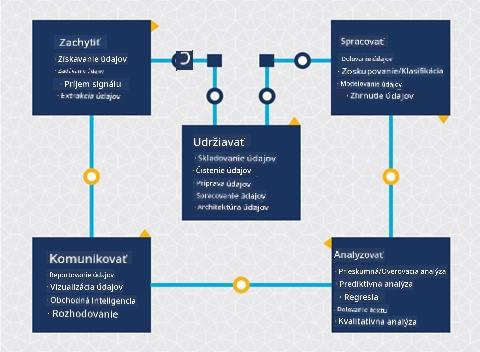 Zachytiť
· Získavanie údajov
· Zadávanie údajov
· Príjem signálu
· Extrakcia údajov
Spracovať
Dolovanie údajov
· Zoskupovanie/Klasifikácia
· Modelovanie údajov
· Zhrnutie údajov
Udržiavať
· Skladovanie údajov
· Čistenie údajov
· Príprava údajov
· Spracovanie údajov
· Architektúra údajov
Komunikovať
Reportovanie údajov
· Vizualizácia údajov
Obchodná inteligencia
· Rozhodovanie
Analyzovať
· Prieskumná/Overovacia analýza
· Prediktívna analýza
· Regresia
· Dolovanie textu
· Kvalitatívna analýza